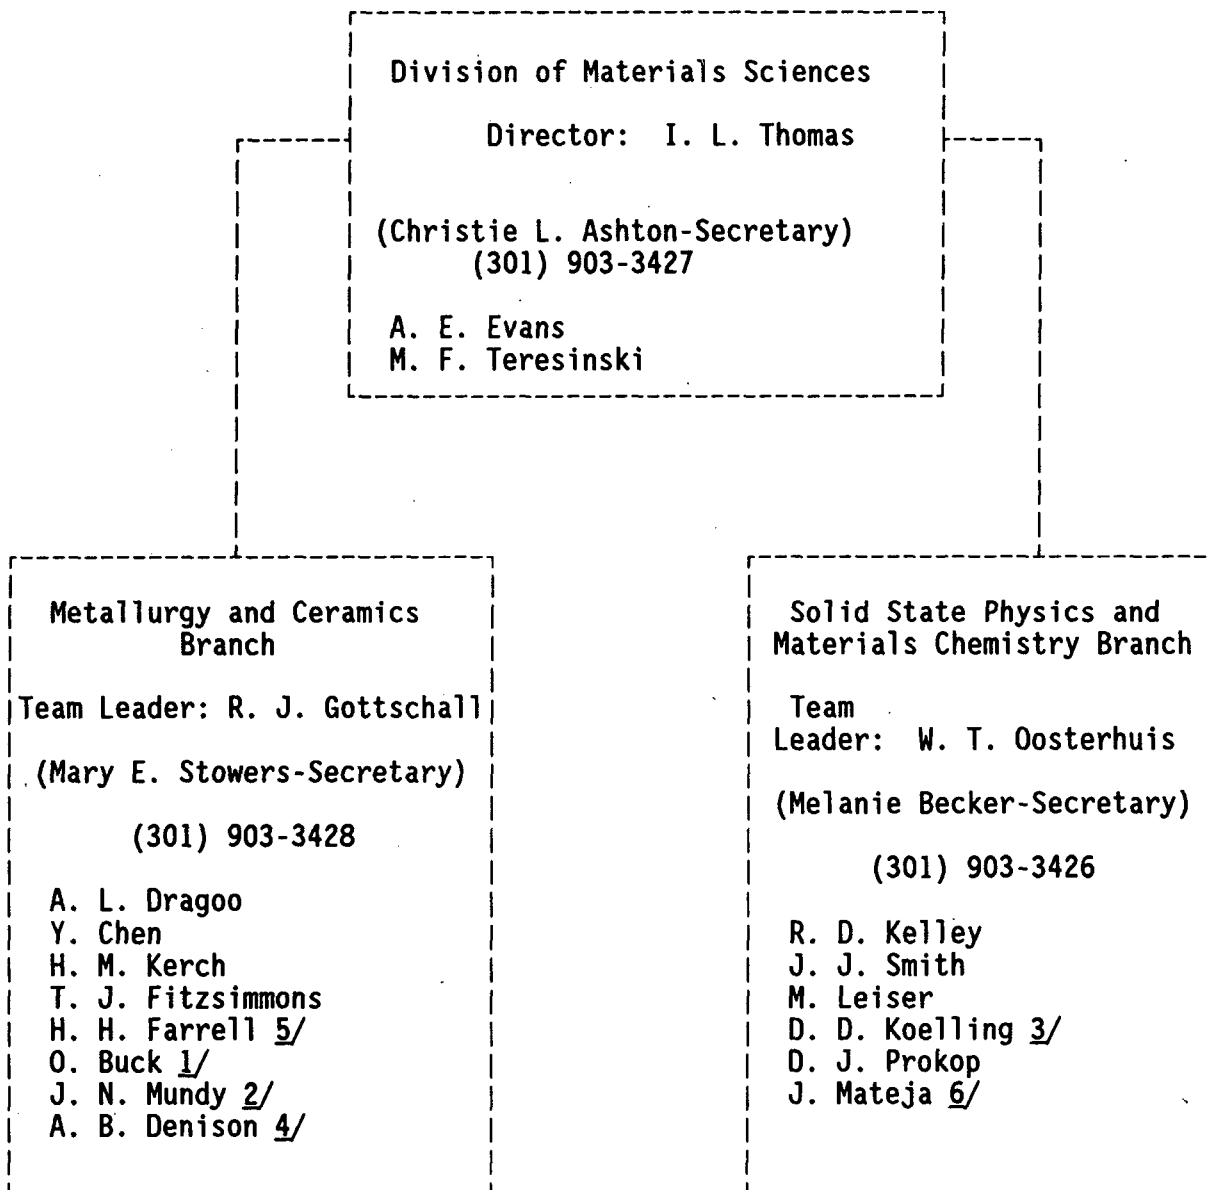 Division of Materials Sciences
Director: I. L. Thomas
(Christie L. Ashton-Secretary)
(301) 903-3427
A. E. Evans
M. F. Teresinski
Metallurgy and Ceramics
Branch
Team Leader: R. J. Gottschall
(Mary E. Stowers-Secretary)
(301) 903-3428
A. L. Dragoo
Y. Chen
H. M. Kerch
T. J. Fitzsimmons
H. H. Farrell 5/
O. Buck 1/
J. N. Mundy 2/
A. B. Denison 4/
Solid State Physics and
Materials Chemistry Branch
Team
Leader: W. T. Oosterhuis
(Melanie Becker-Secretary)
(301) 903-3426
R. D. Kelley
J. J. Smith
M. Leiser
D. D. Koelling 3/
D. J. Prokop
J. Mateja 6/